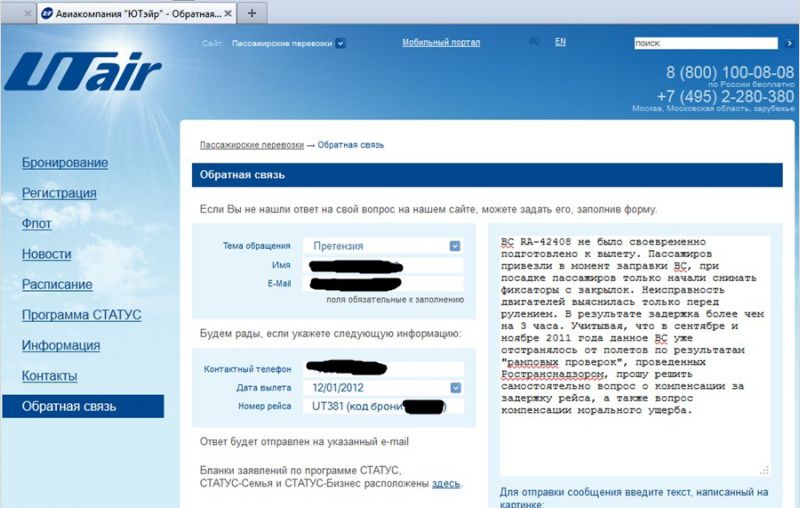 Авиакомпания "ЮТэйр" - Обратная...
Сайт: Пассажирские перевозки
Мобильный портал
RU EN
поиск
UTair
8 (800) 100-08-08
по России бесплатно
+7 (495) 2-280-380
Москва, Московская область, зарубежье
Бронирование
Регистрация
Флот
Новости
Расписание
Программа СТАТУС
Информация
Контакты
Обратная связь
Пассажирские перевозки → Обратная связь
Обратная связь
Если Вы не нашли ответ на свой вопрос на нашем сайте, можете задать его, заполнив форму.
Тема обращения Претензия
Имя
E-Mail
поля обязательные к заполнению
Будем рады, если укажете следующую информацию:
Контактный телефон
Дата вылета 12/01/2012
Номер рейса UT381 (код брони )
Ответ будет отправлен на указанный e-mail
Бланки заявлений по программе СТАТУС,
СТАТУС-Семья и СТАТУС-Бизнес расположены здесь.
ВС RA-42408 не было своевременно
подготовлено к вылету. Пассажиров
привезли в момент заправки ВС, при
посадке пассажиров только начали снимать
фиксаторы с закрылок. Неисправность
двигателей выяснилась только перед
рулением. В результате задержка более чем
на 3 часа. Учитывая, что в сентябре и
ноябре 2011 года данное ВС уже
отстранялось от полетов по результатам
"рамповых проверок", проведенных
Ространснадзором, прошу решить
самостоятельно вопрос о компенсации за
задержку рейса, а также вопрос
компенсации морального ущерба.
Для отправки сообщения введите текст, написанный на
картинке: